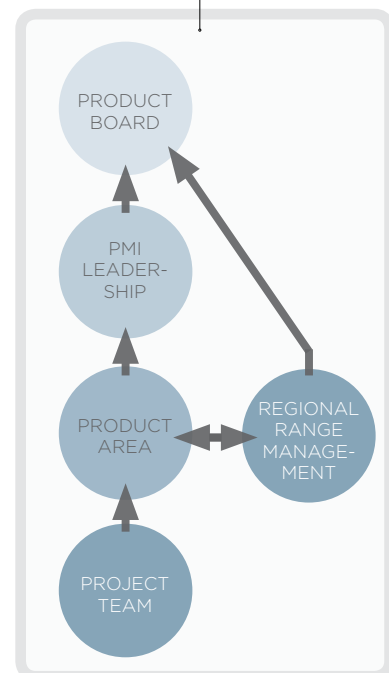 PRODUCT
BOARD
PMI
LEADER-
SHIP
PRODUCT
AREA
REGIONAL
RANGE
MANAGE-
MENT
PROJECT
TEAM